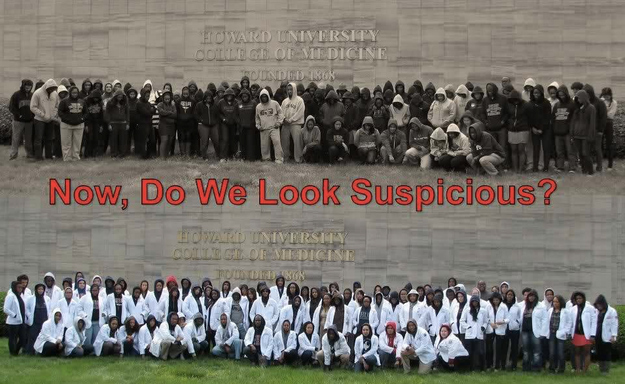 HOWARD UNIVERSITY
COLLEGE OF MEDICINE
FOUNDED 1868
Now, Do We Look Suspicious?
HOWARD UNIVERSITY
COLLEGE OF MEDICINE
FOUNDED 1868